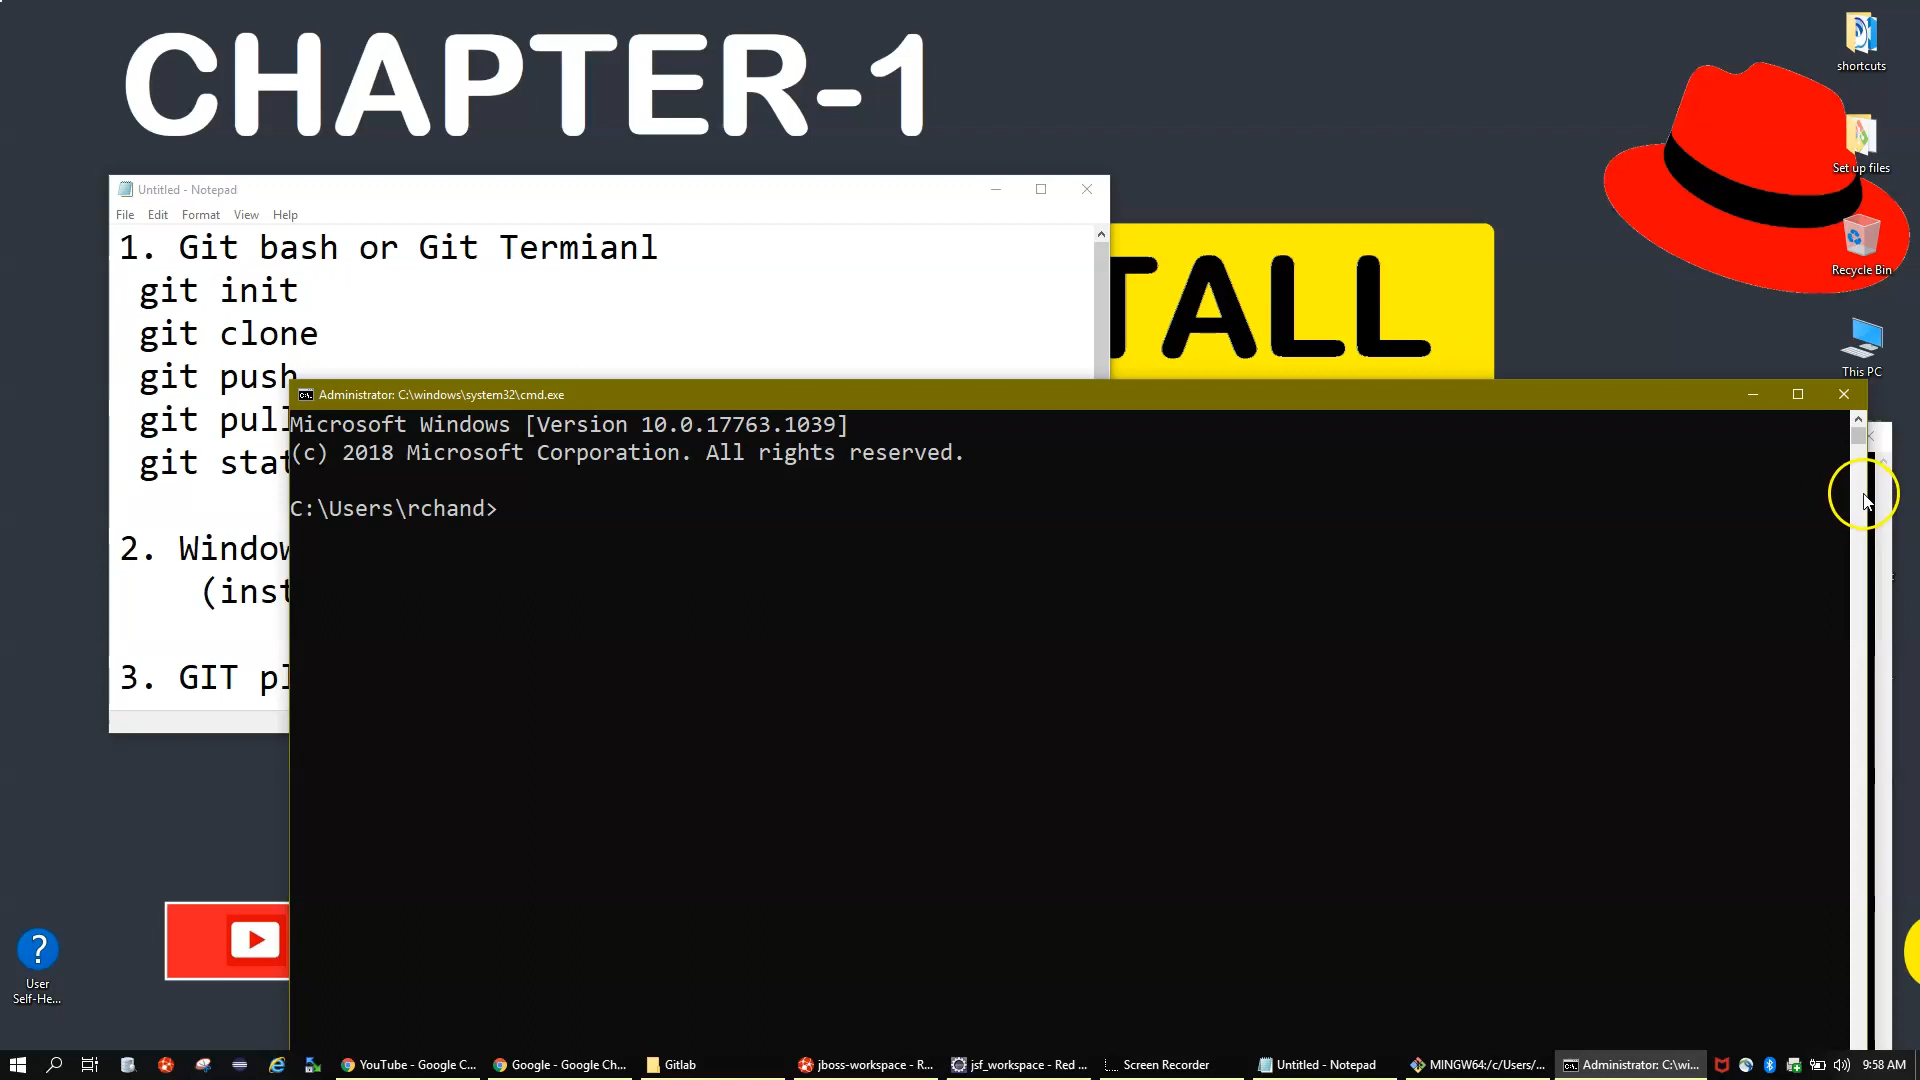 CHAPTER-1
shortcuts
Set up files
Recycle Bin
This PC
Untitled - Notepad
File Edit Format View Help
1. Git bash or Git Termianl
git init
git clone
git push
git pull
git stat
TALL
Administrator: C:\windows\system32\cmd.exe
Microsoft Windows [Version 10.0.17763.1039]
(c) 2018 Microsoft Corporation. All rights reserved.
C:\Users\rchand>
2. Window
(inst
3. GIT pl
User
Self-He...
YouTube - Google C... Google - Google Ch... Gitlab jboss-workspace - R... jsf_workspace - Red ... Screen Recorder Untitled - Notepad MINGW64:/c/Users/... Administrator: C:\wi... 9:58 AM